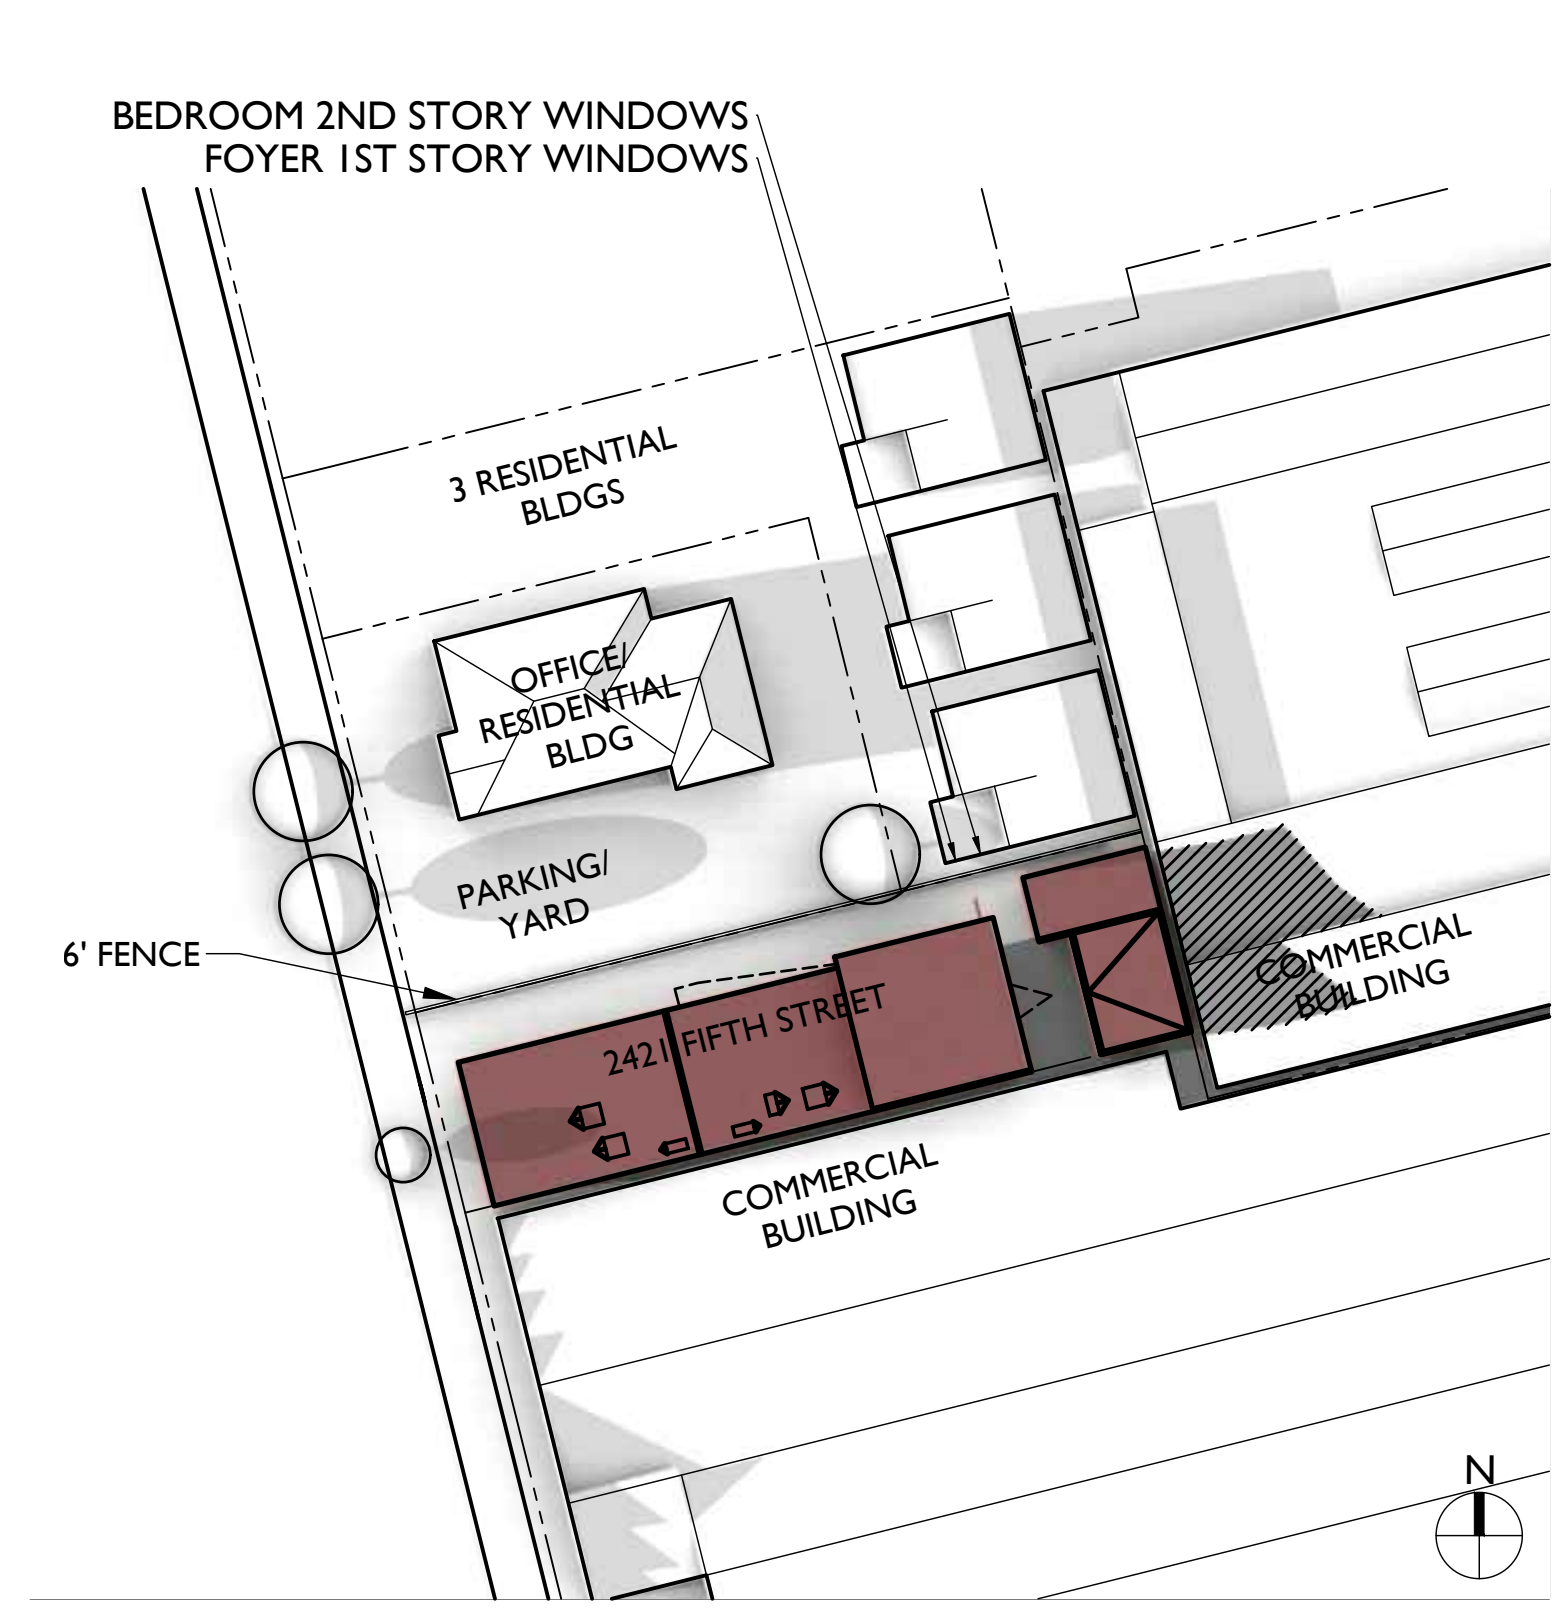 BEDROOM 2ND STORY WINDOWS
FOYER 1ST STORY WINDOWS
3 RESIDENTIAL
BLDGS
OFFICE/
RESIDENTIAL
BLDG
PARKING/
YARD
6' FENCE
2421 FIFTH STREET
COMMERCIAL
BUILDING
COMMERCIAL
BUILDING
N